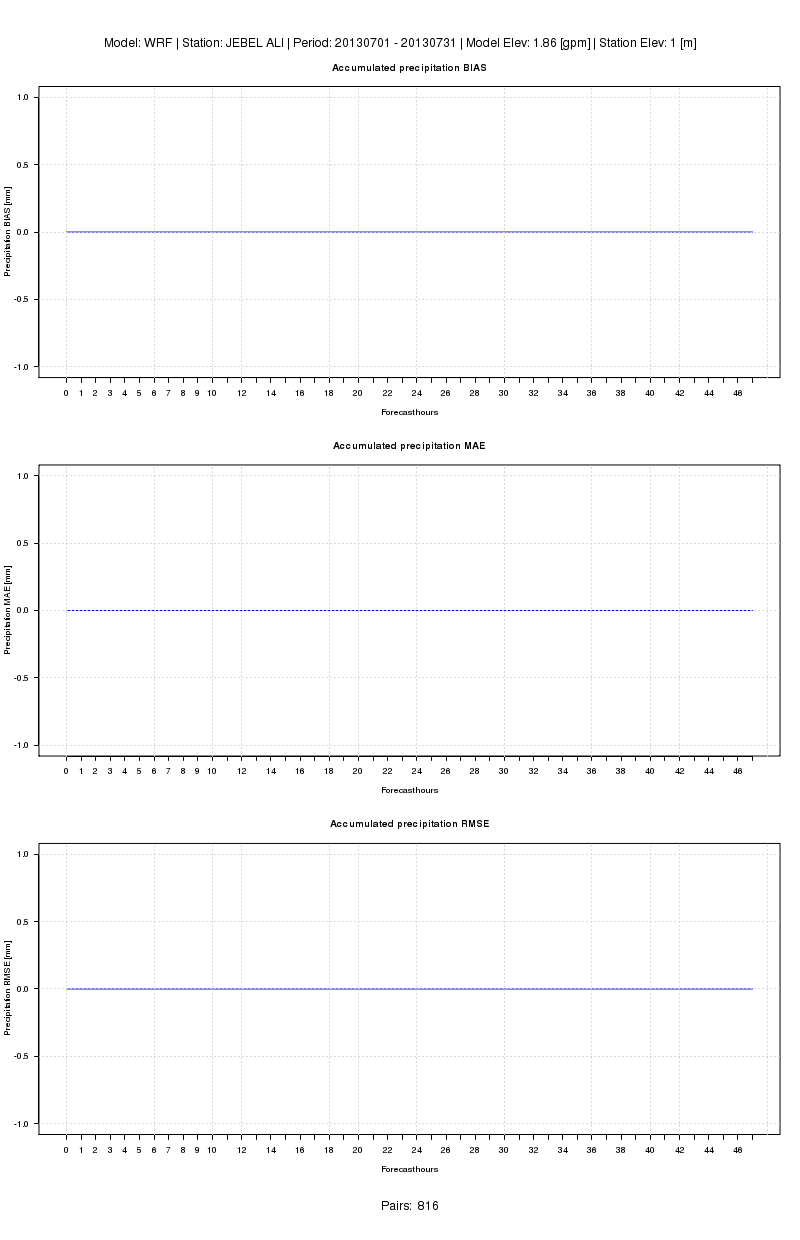 Model: WRF | Station: JEBEL ALI | Period: 20130701 - 20130731 | Model Elev: 1.86 [gpm] | Station Elev: 1 [m]
Accumulated precipitation BIAS
1.0
0.5
0.0
-0.5
-1.0
Precipitation BIAS [mm]
0 1 2 3 4 5 6 7 8 9 10 12 14 16 18 20 22 24 26 28 30 32 34 36 38 40 42 44 46
Forecasthours
Accumulated precipitation MAE
1.0
0.5
0.0
-0.5
-1.0
Precipitation MAE [mm]
0 1 2 3 4 5 6 7 8 9 10 12 14 16 18 20 22 24 26 28 30 32 34 36 38 40 42 44 46
Forecasthours
Accumulated precipitation RMSE
1.0
0.5
0.0
-0.5
-1.0
Precipitation RMSE [mm]
0 1 2 3 4 5 6 7 8 9 10 12 14 16 18 20 22 24 26 28 30 32 34 36 38 40 42 44 46
Forecasthours
Pairs: 816